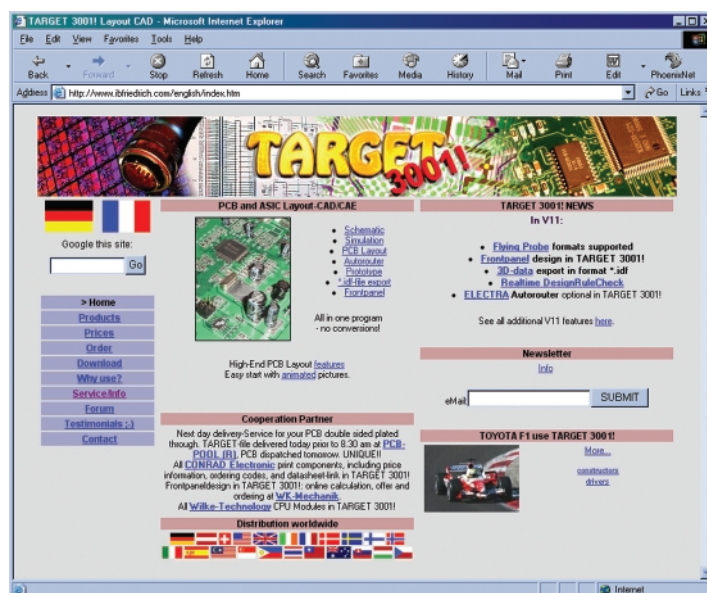 TARGET 3001! Layout CAD - Microsoft Internet Explorer
File Edit View Favorites Tools Help
Back Forward Stop Refresh Home Search Favorites Media History Mail Print Edit PhoenixNet
Address http://www.ibfriedrich.com/english/index.htm Go Links
TARGET 3001!
Google this site:
Go
> Home
Products
Prices
Order
Download
Why use?
Service/Info
Forum
Testimonials ;-)
Contact
PCB and ASIC Layout-CAD/CAE
Schematic
Simulation
PCB Layout
Autorouter
Prototype
*.idf-file export
Frontpanel
All in one program
- no conversions!
High-End PCB Layout features
Easy start with animated pictures.
Cooperation Partner
Next day delivery-Service for your PCB double sided plated
through. TARGET-file delivered today prior to 8.30 am at PCB-
POOL (R), PCB dispatched tomorrow. UNIQUE!!
All CONRAD Electronic print components, including price
information, ordering codes, and datasheet-link in TARGET 3001!
Frontpaneldesign in TARGET 3001!: online calculation, offer and
ordering at WK-Mechanik.
All Wilke-Technology CPU Modules in TARGET 3001!
Distribution worldwide
TARGET 3001! NEWS
In V11:
Flying Probe formats supported
Frontpanel design in TARGET 3001!
3D-data export in format *.idf
Realtime DesignRuleCheck
ELECTRA Autorouter optional in TARGET 3001!
See all additional V11 features here.
Newsletter
Info
eMail: SUBMIT
TOYOTA F1 use TARGET 3001!
More...
constructors
drivers
Internet